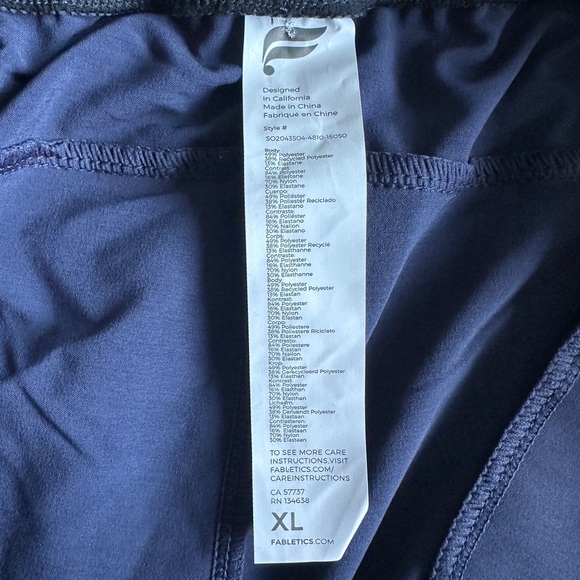 Designed
in California
Made in China
Fabriqué en Chine
Style #
SO2043504-4810-15050
Body:
49% Polyester
38% Recycled Polyester
13% Elastane
Contrast:
84% Polyester
16% Elastane
70% Nylon
30% Elastane
Cuerpo:
49% Poliéster
38% Poliéster Reciclado
13% Elastano
Contraste:
84% Poliéster
16% Elastano
70% Nailon
30% Elastano
Corps:
49% Polyester
38% Polyester Recyclé
13% Elasthanne
Contraste:
84% Polyester
16% Elasthanne
70% Nylon
30% Elasthanne
Body:
49% Polyester
38% Recycled Polyester
13% Elastan
Kontrast:
84% Polyester
16% Elastan
70% Nylon
30% Elastan
Corpo:
49% Poliestere
38% Poliestere Riciclato
13% Elastan
Contrasto:
84% Poliestere
16% Elastan
70% Nailon
30% Elastan
Krop:
49% Polyester
38% Genecycleerd Polyester
13% Elasthan
Kontrast:
84% Polyester
16% Elasthan
70% Nylon
30% Elasthan
Lichaam:
49% Polyester
38% Genvendt Polyester
13% Elastaan
Contrasteren:
84% Polyester
16% Elastaan
70% Nylon
30% Elastaan
TO SEE MORE CARE
INSTRUCTIONS,VISIT
FABLETICS.COM/
CAREINSTRUCTIONS
CA 57737
RN 134638
XL
FABLETICS.COM